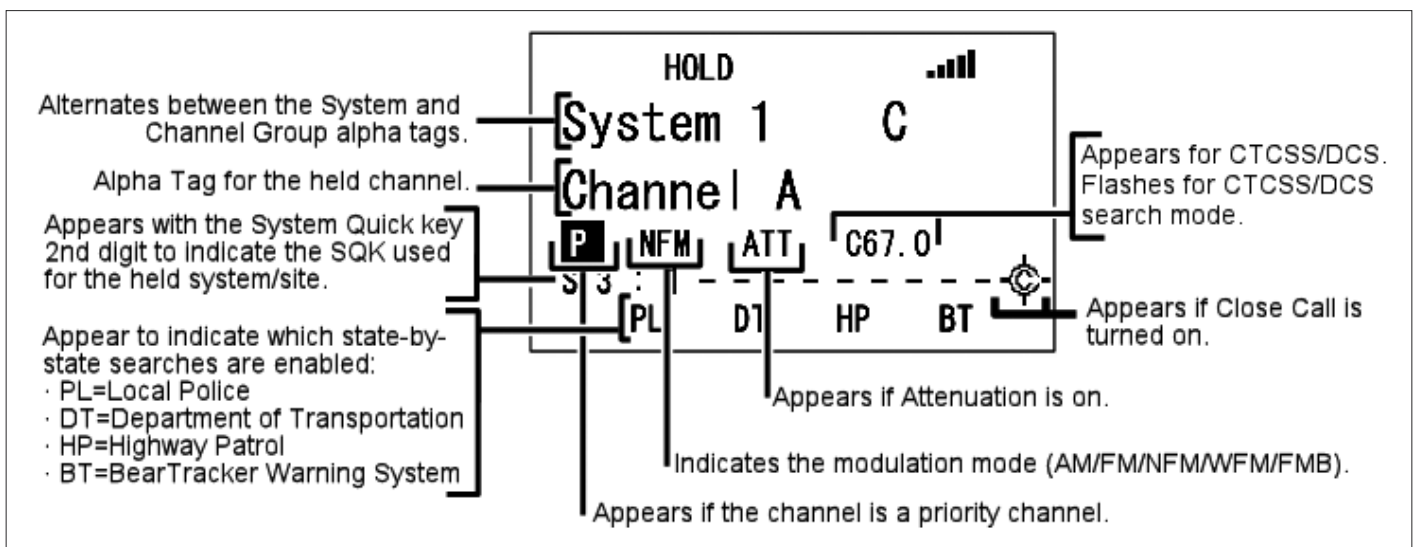 HOLD
System 1 C
Channel A
P NFM ATT C67.0
S 3 :
PL DT HP BT
Alternates between the System and
Channel Group alpha tags.
Alpha Tag for the held channel.
Appears with the System Quick key
2nd digit to indicate the SQK used
for the held system/site.
Appear to indicate which state-by-
state searches are enabled:
· PL=Local Police
· DT=Department of Transportation
· HP=Highway Patrol
· BT=BearTracker Warning System
Appears for CTCSS/DCS.
Flashes for CTCSS/DCS
search mode.
C
Appears if Close Call is
turned on.
Appears if Attenuation is on.
Indicates the modulation mode (AM/FM/NFM/WFM/FMB).
Appears if the channel is a priority channel.